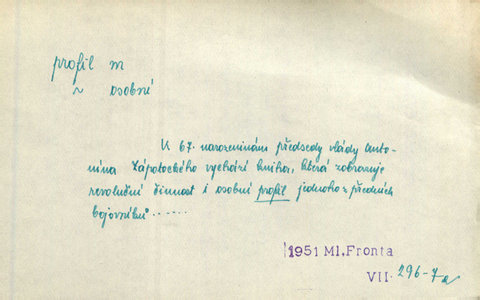 profil m
~ osobní
K 67. narozeninám předsedy vlády Anto-
nína Zápotockého vychází kniha, která zobrazuje
revoluční činnost i osobní profil jednoho z předních
bojovníků.....
1951 Ml. Fronta
VII. 296-7a